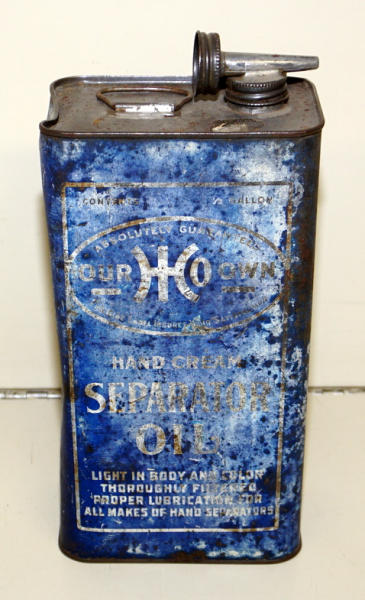 CONTENTS ½ GALLON
ABSOLUTELY GUARANTEED
OUR OWN
HAND CREAM
SEPARATOR
OIL
LIGHT IN BODY AND COLOR
THOROUGHLY FILTERED
PROPER LUBRICATION FOR
ALL MAKES OF HAND SEPARATORS